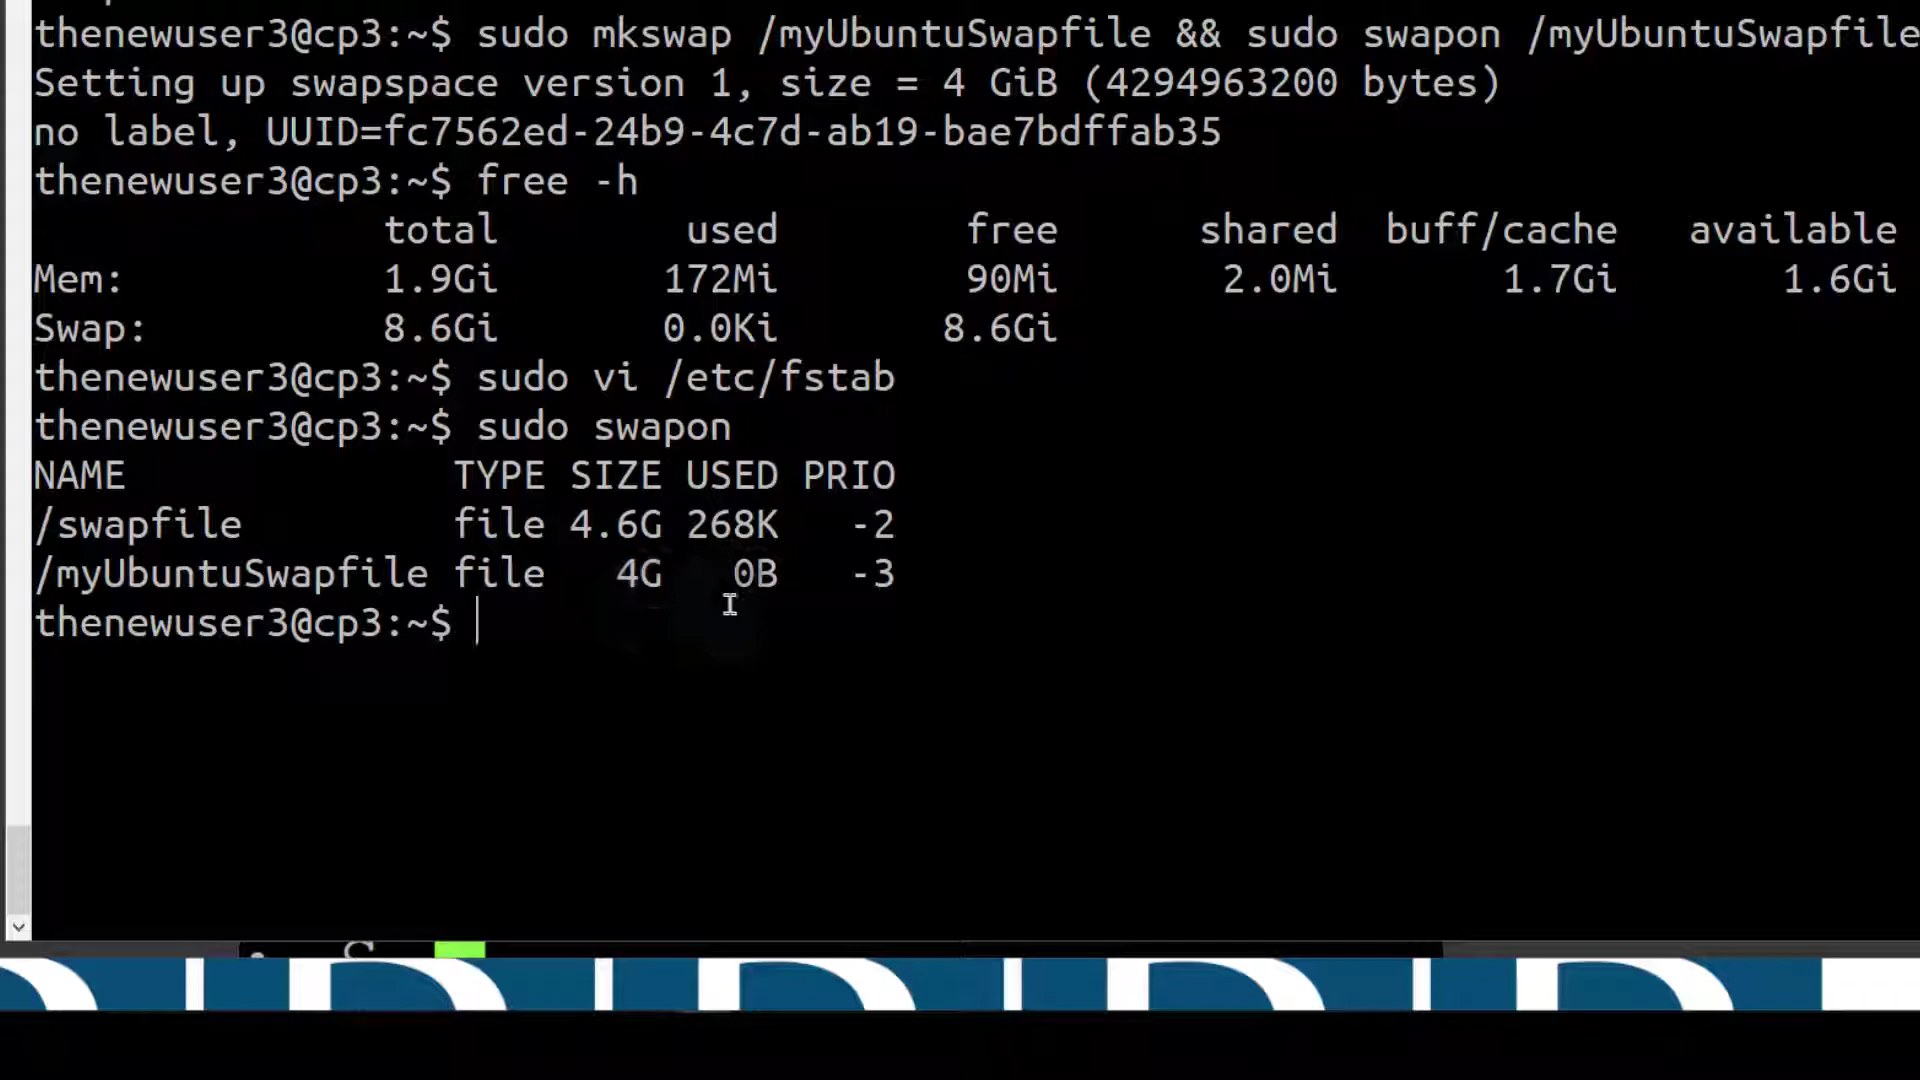 thenewuser3@cp3:~$ sudo mkswap /myUbuntuSwapfile && sudo swapon /myUbuntuSwapfile
Setting up swapspace version 1, size = 4 GiB (4294963200 bytes)
no label, UUID=fc7562ed-24b9-4c7d-ab19-bae7bdffab35
thenewuser3@cp3:~$ free -h
total used free shared buff/cache available
Mem: 1.9Gi 172Mi 90Mi 2.0Mi 1.7Gi 1.6Gi
Swap: 8.6Gi 0.0Ki 8.6Gi
thenewuser3@cp3:~$ sudo vi /etc/fstab
thenewuser3@cp3:~$ sudo swapon
NAME TYPE SIZE USED PRIO
/swapfile file 4.6G 268K -2
/myUbuntuSwapfile file 4G 0B -3
thenewuser3@cp3:~$